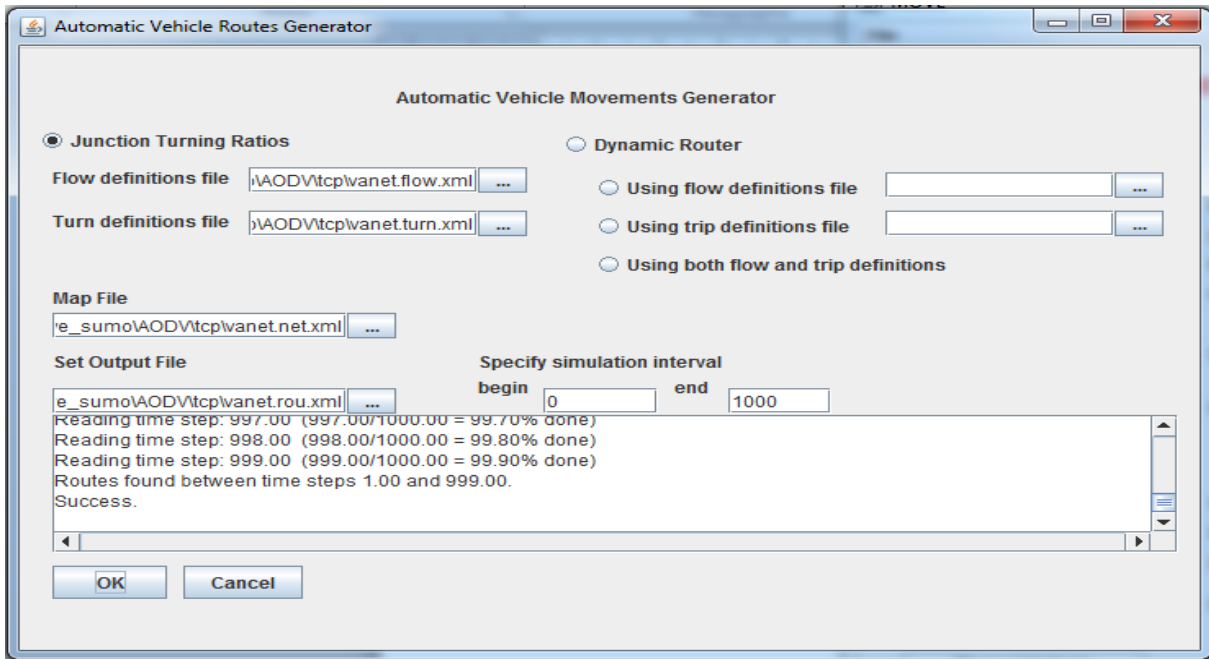 MOVE
Automatic Vehicle Routes Generator
Automatic Vehicle Movements Generator
Junction Turning Ratios
Dynamic Router
Flow definitions file \AODV\tcp\vanet.flow.xml ...
Using flow definitions file ...
Turn definitions file \AODV\tcp\vanet.turn.xml ...
Using trip definitions file ...
Using both flow and trip definitions
Map File
e_sumo\AODV\tcp\vanet.net.xml ...
Set Output File
Specify simulation interval
e_sumo\AODV\tcp\vanet.rou.xml ...
begin 0 end 1000
Reading time step: 997.00 (997.00/1000.00 = 99.70% done)
Reading time step: 998.00 (998.00/1000.00 = 99.80% done)
Reading time step: 999.00 (999.00/1000.00 = 99.90% done)
Routes found between time steps 1.00 and 999.00.
Success.
OK Cancel